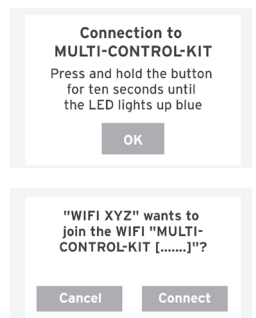 Connection to
MULTI-CONTROL-KIT
Press and hold the button
for ten seconds until
the LED lights up blue
OK
"WIFI XYZ" wants to
join the WIFI "MULTI-
CONTROL-KIT [.......]"?
Cancel Connect